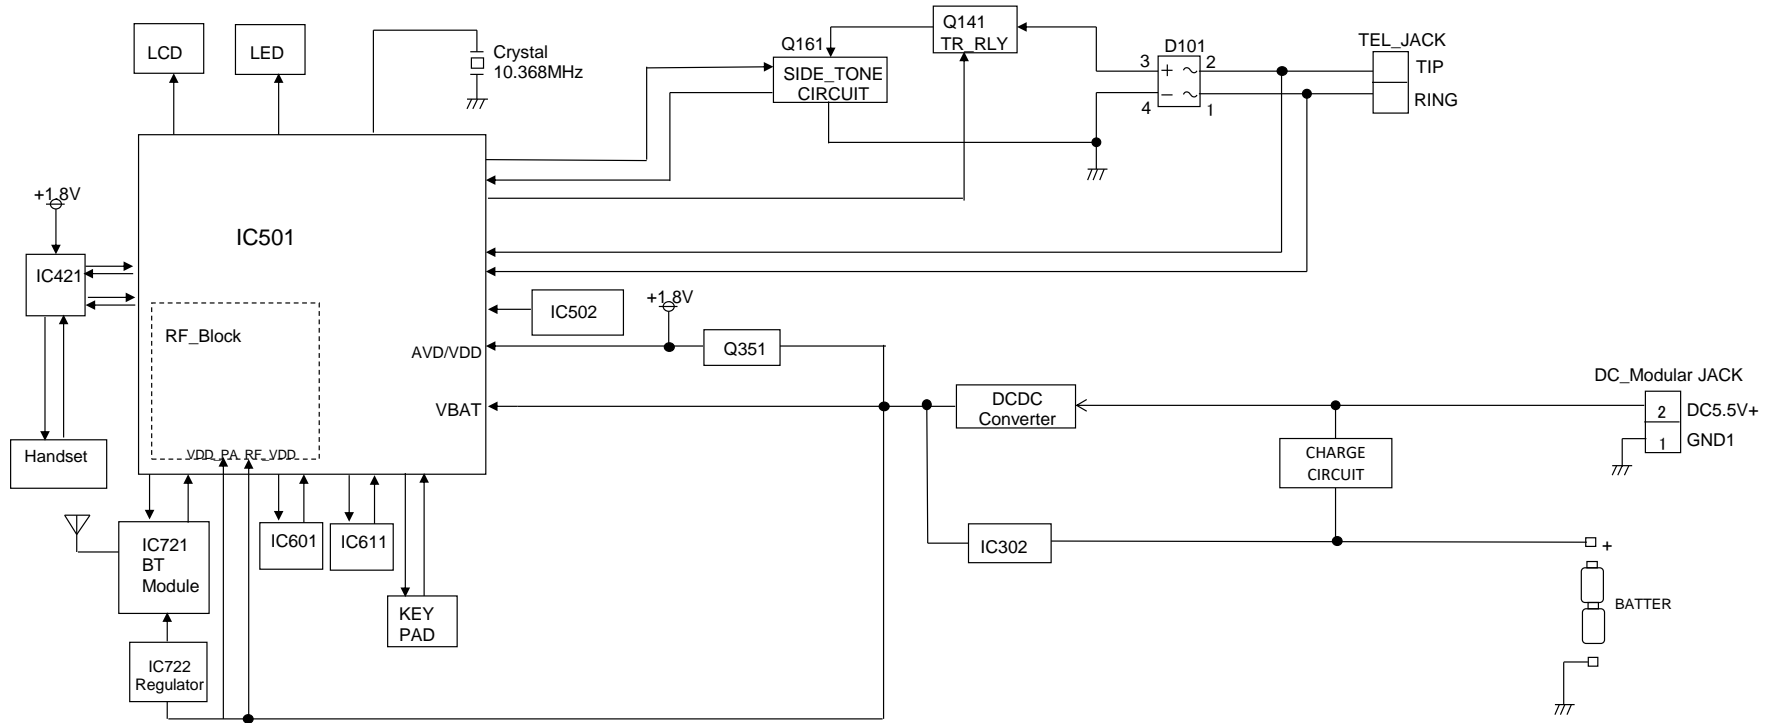 LCD
LED
Crystal
10.368MHz
Q161
SIDE_TONE
CIRCUIT
Q141
TR_RLY
D101
3
+
~
2
4
−
~
1
TEL_JACK
TIP
RING
+1.8V
IC421
IC501
IC502
+1.8V
Q351
AVD/VDD
VBAT
RF_Block
VDD_PA RF_VDD
Handset
DCDC
Converter
DC_Modular JACK
2
DC5.5V+
1
GND1
CHARGE
CIRCUIT
IC302
+
BATTER
IC721
BT
Module
IC601
IC611
KEY
PAD
IC722
Regulator